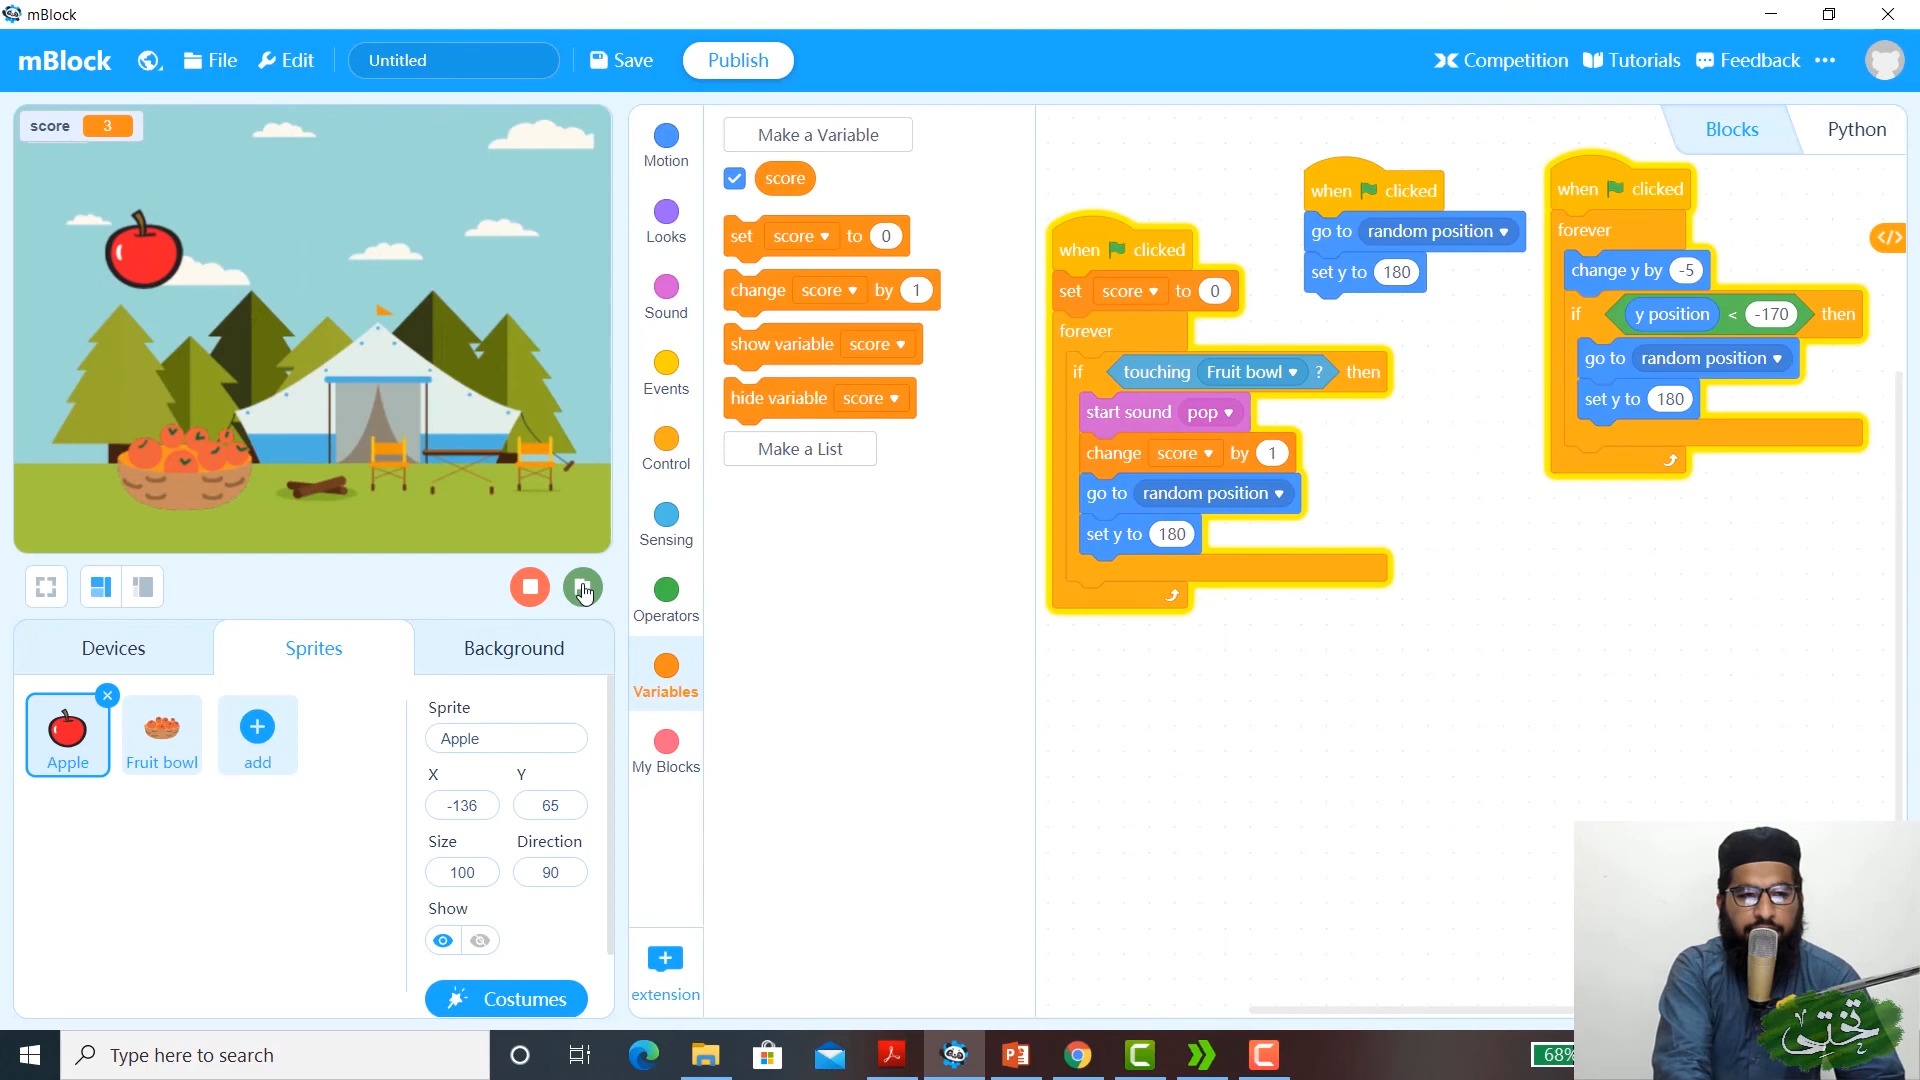 mBlock
mBlock
File
Edit
Untitled
Save
Publish
Competition
Tutorials
Feedback
score 3
Motion
Looks
Sound
Events
Control
Sensing
Operators
Variables
My Blocks
extension
Make a Variable
score
set score to 0
change score by 1
show variable score
hide variable score
Make a List
Blocks
Python
when clicked
set score to 0
forever
if touching Fruit bowl ? then
start sound pop
change score by 1
go to random position
set y to 180
when clicked
go to random position
set y to 180
when clicked
forever
change y by -5
if y position < -170 then
go to random position
set y to 180
</>
Devices
Sprites
Background
Apple
Fruit bowl
add
Sprite
Apple
X
Y
-136
65
Size
Direction
100
90
Show
Costumes
Type here to search
68%
تختی